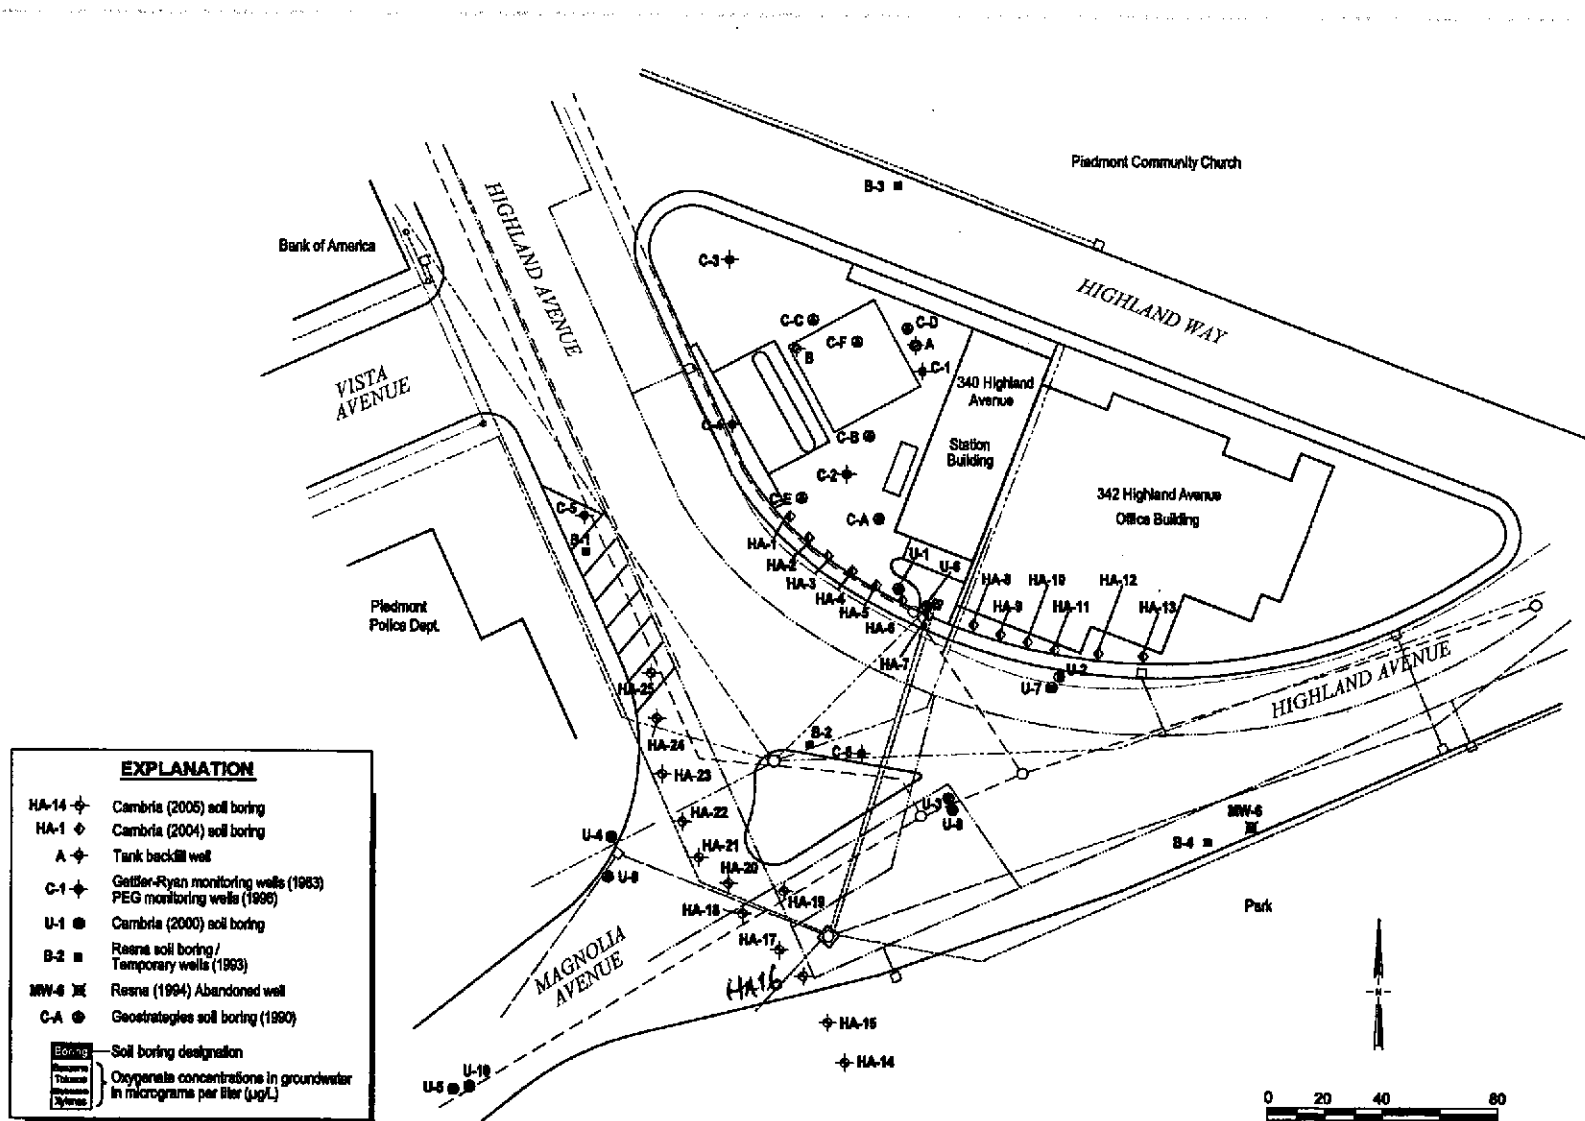 Piedmont Community Church
B-3
HIGHLAND AVENUE
Bank of America
C-3
HIGHLAND WAY
C-C
C-D
C-F
A
B
C-1
340 Highland
Avenue
VISTA
AVENUE
C-4
C-B
Station
Building
C-2
342 Highland Avenue
Office Building
C-E
C-5
C-A
B-1
HA-1
U-1
HA-2
U-6
HA-3
HA-8
HA-10
HA-12
HA-4
HA-9
HA-11
HA-13
HA-5
Piedmont
Police Dept.
HA-6
HA-7
U-2
HA-25
U-7
HIGHLAND AVENUE
B-2
HA-24
HA-23
U-3
U-8
HA-22
MW-6
U-4
B-4
HA-21
HA-20
HA-19
Park
HA-18
HA-17
MAGNOLIA
AVENUE
HA16
N
HA-15
HA-14
U-10
U-5
0 20 40 80
EXPLANATION
HA-14 Cambria (2005) soil boring
HA-1 Cambria (2004) soil boring
A Tank backfill well
C-1 Gettler-Ryan monitoring wells (1983)
PEG monitoring wells (1996)
U-1 Cambria (2000) soil boring
B-2 Resna soil boring /
Temporary wells (1993)
MW-6 Resna (1994) Abandoned well
C-A Geostrategies soil boring (1990)
Boring Soil boring designation
Benzene
Toluene
Xylenes
Oxygenate concentrations in groundwater
in micrograms per liter (µg/L)